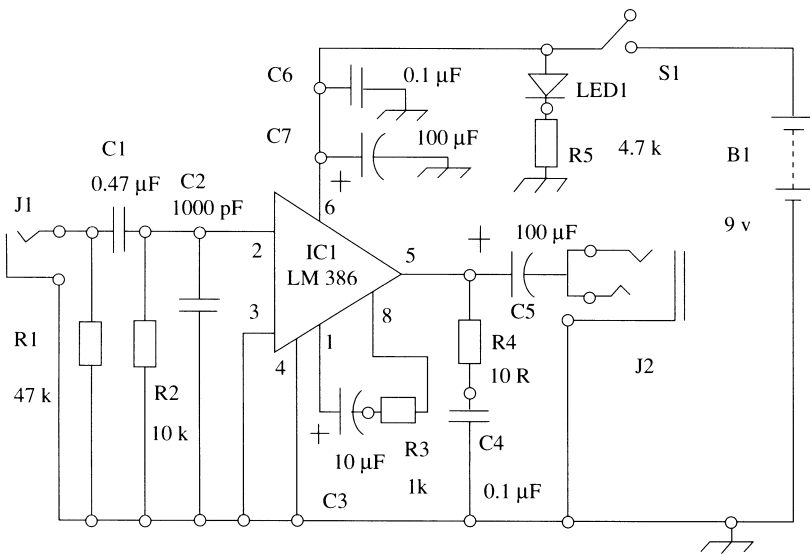 C6
0.1 µF
S1
LED1
C7
100 µF
R5
4.7 k
B1
9 v
C1
0.47 µF
C2
1000 pF
J1
+
6
2
IC1
LM 386
5
+
100 µF
C5
3
8
4
1
R1
47 k
R2
10 k
R4
10 R
J2
+
10 µF
R3
1k
C3
C4
0.1 µF